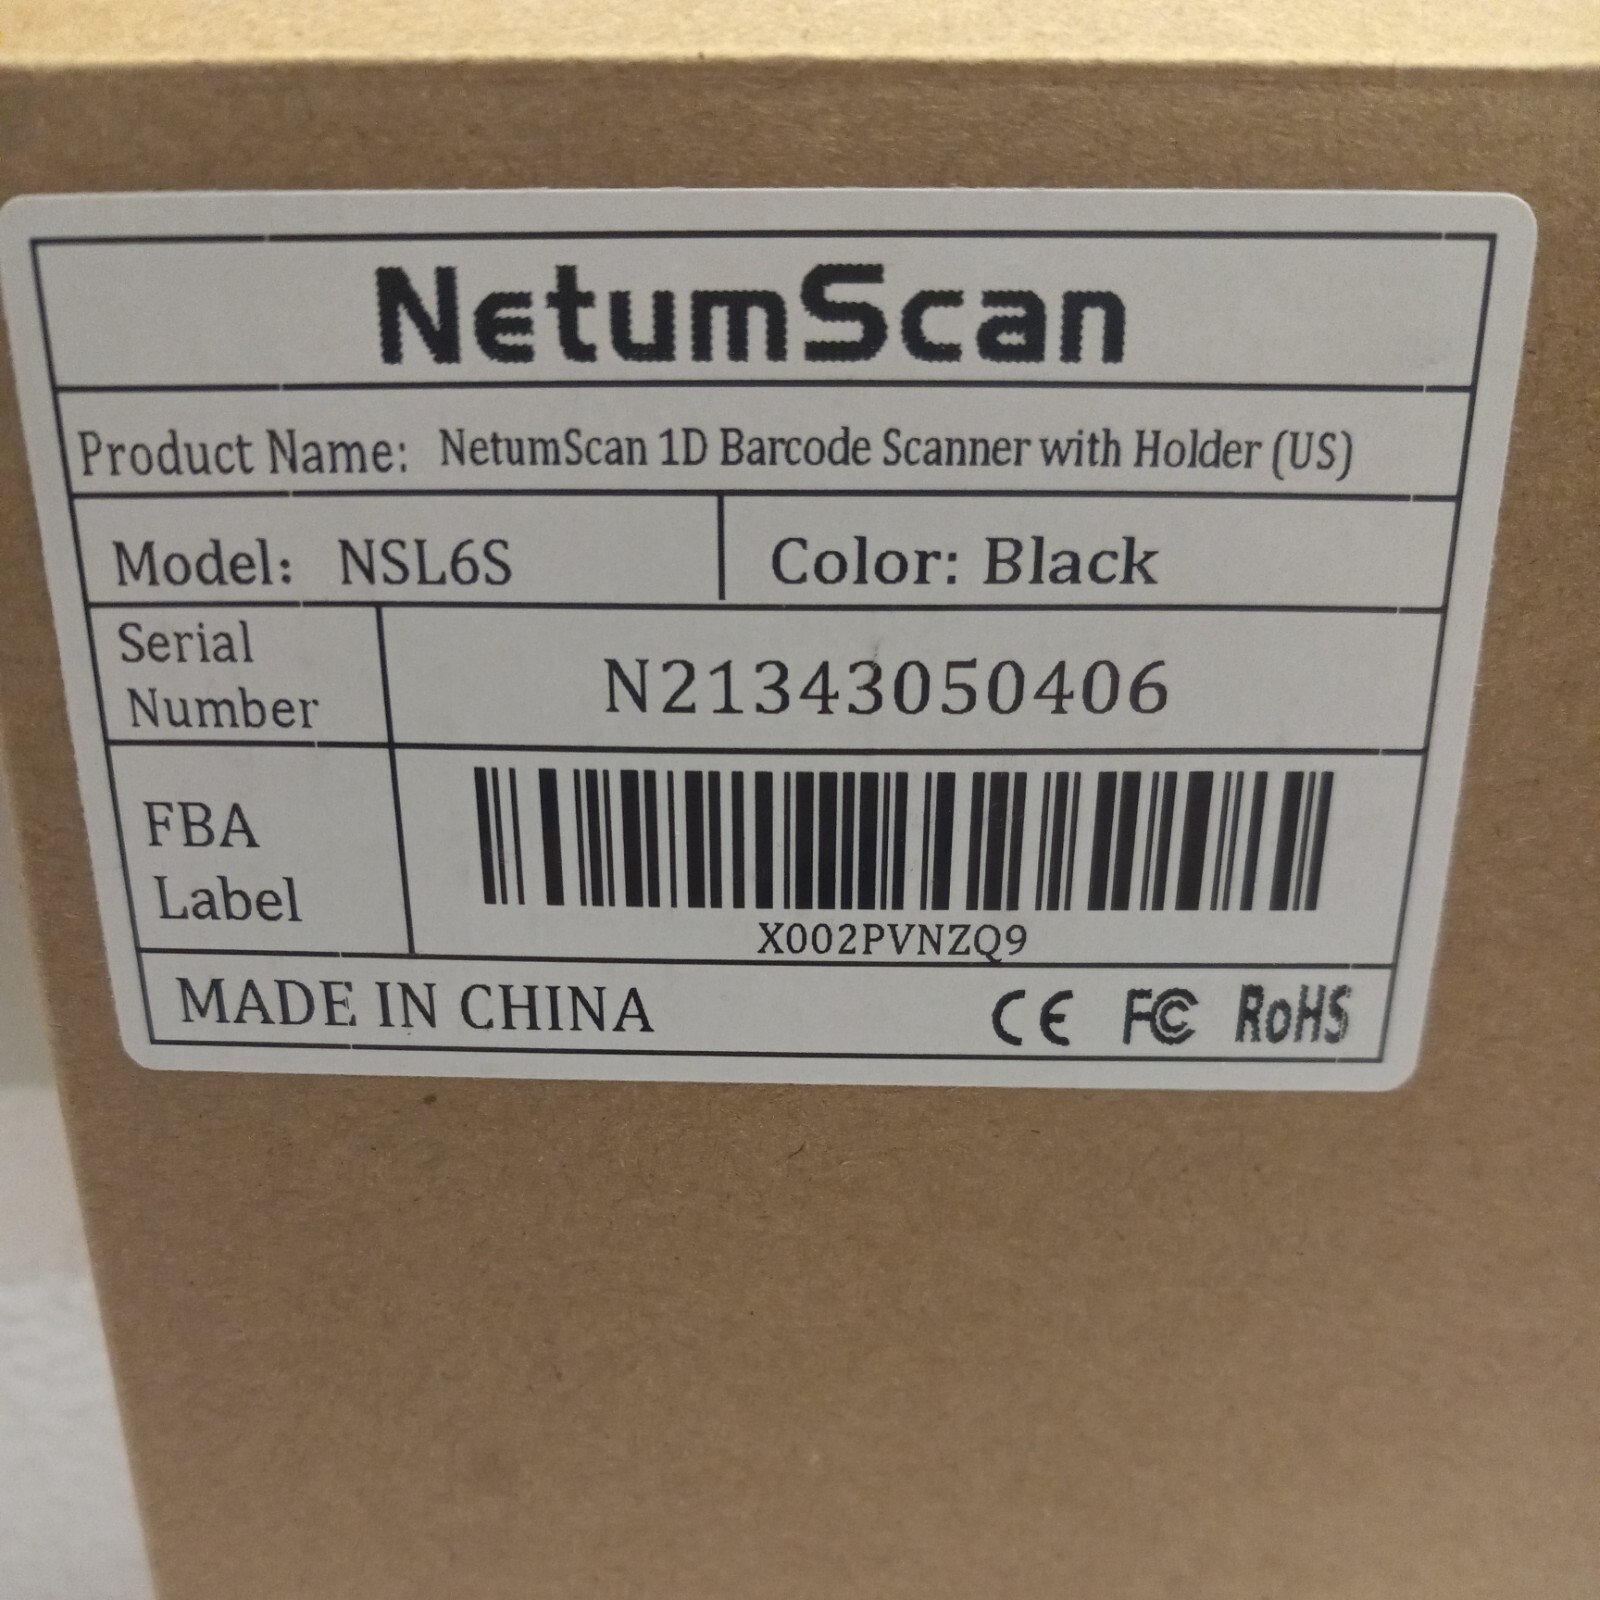 NetumScan
Product Name: NetumScan 1D Barcode Scanner with Holder (US)
Model: NSL6S
Color: Black
Serial
Number
N21343050406
FBA
Label
X002PVNZQ9
MADE IN CHINA
CE FC RoHS